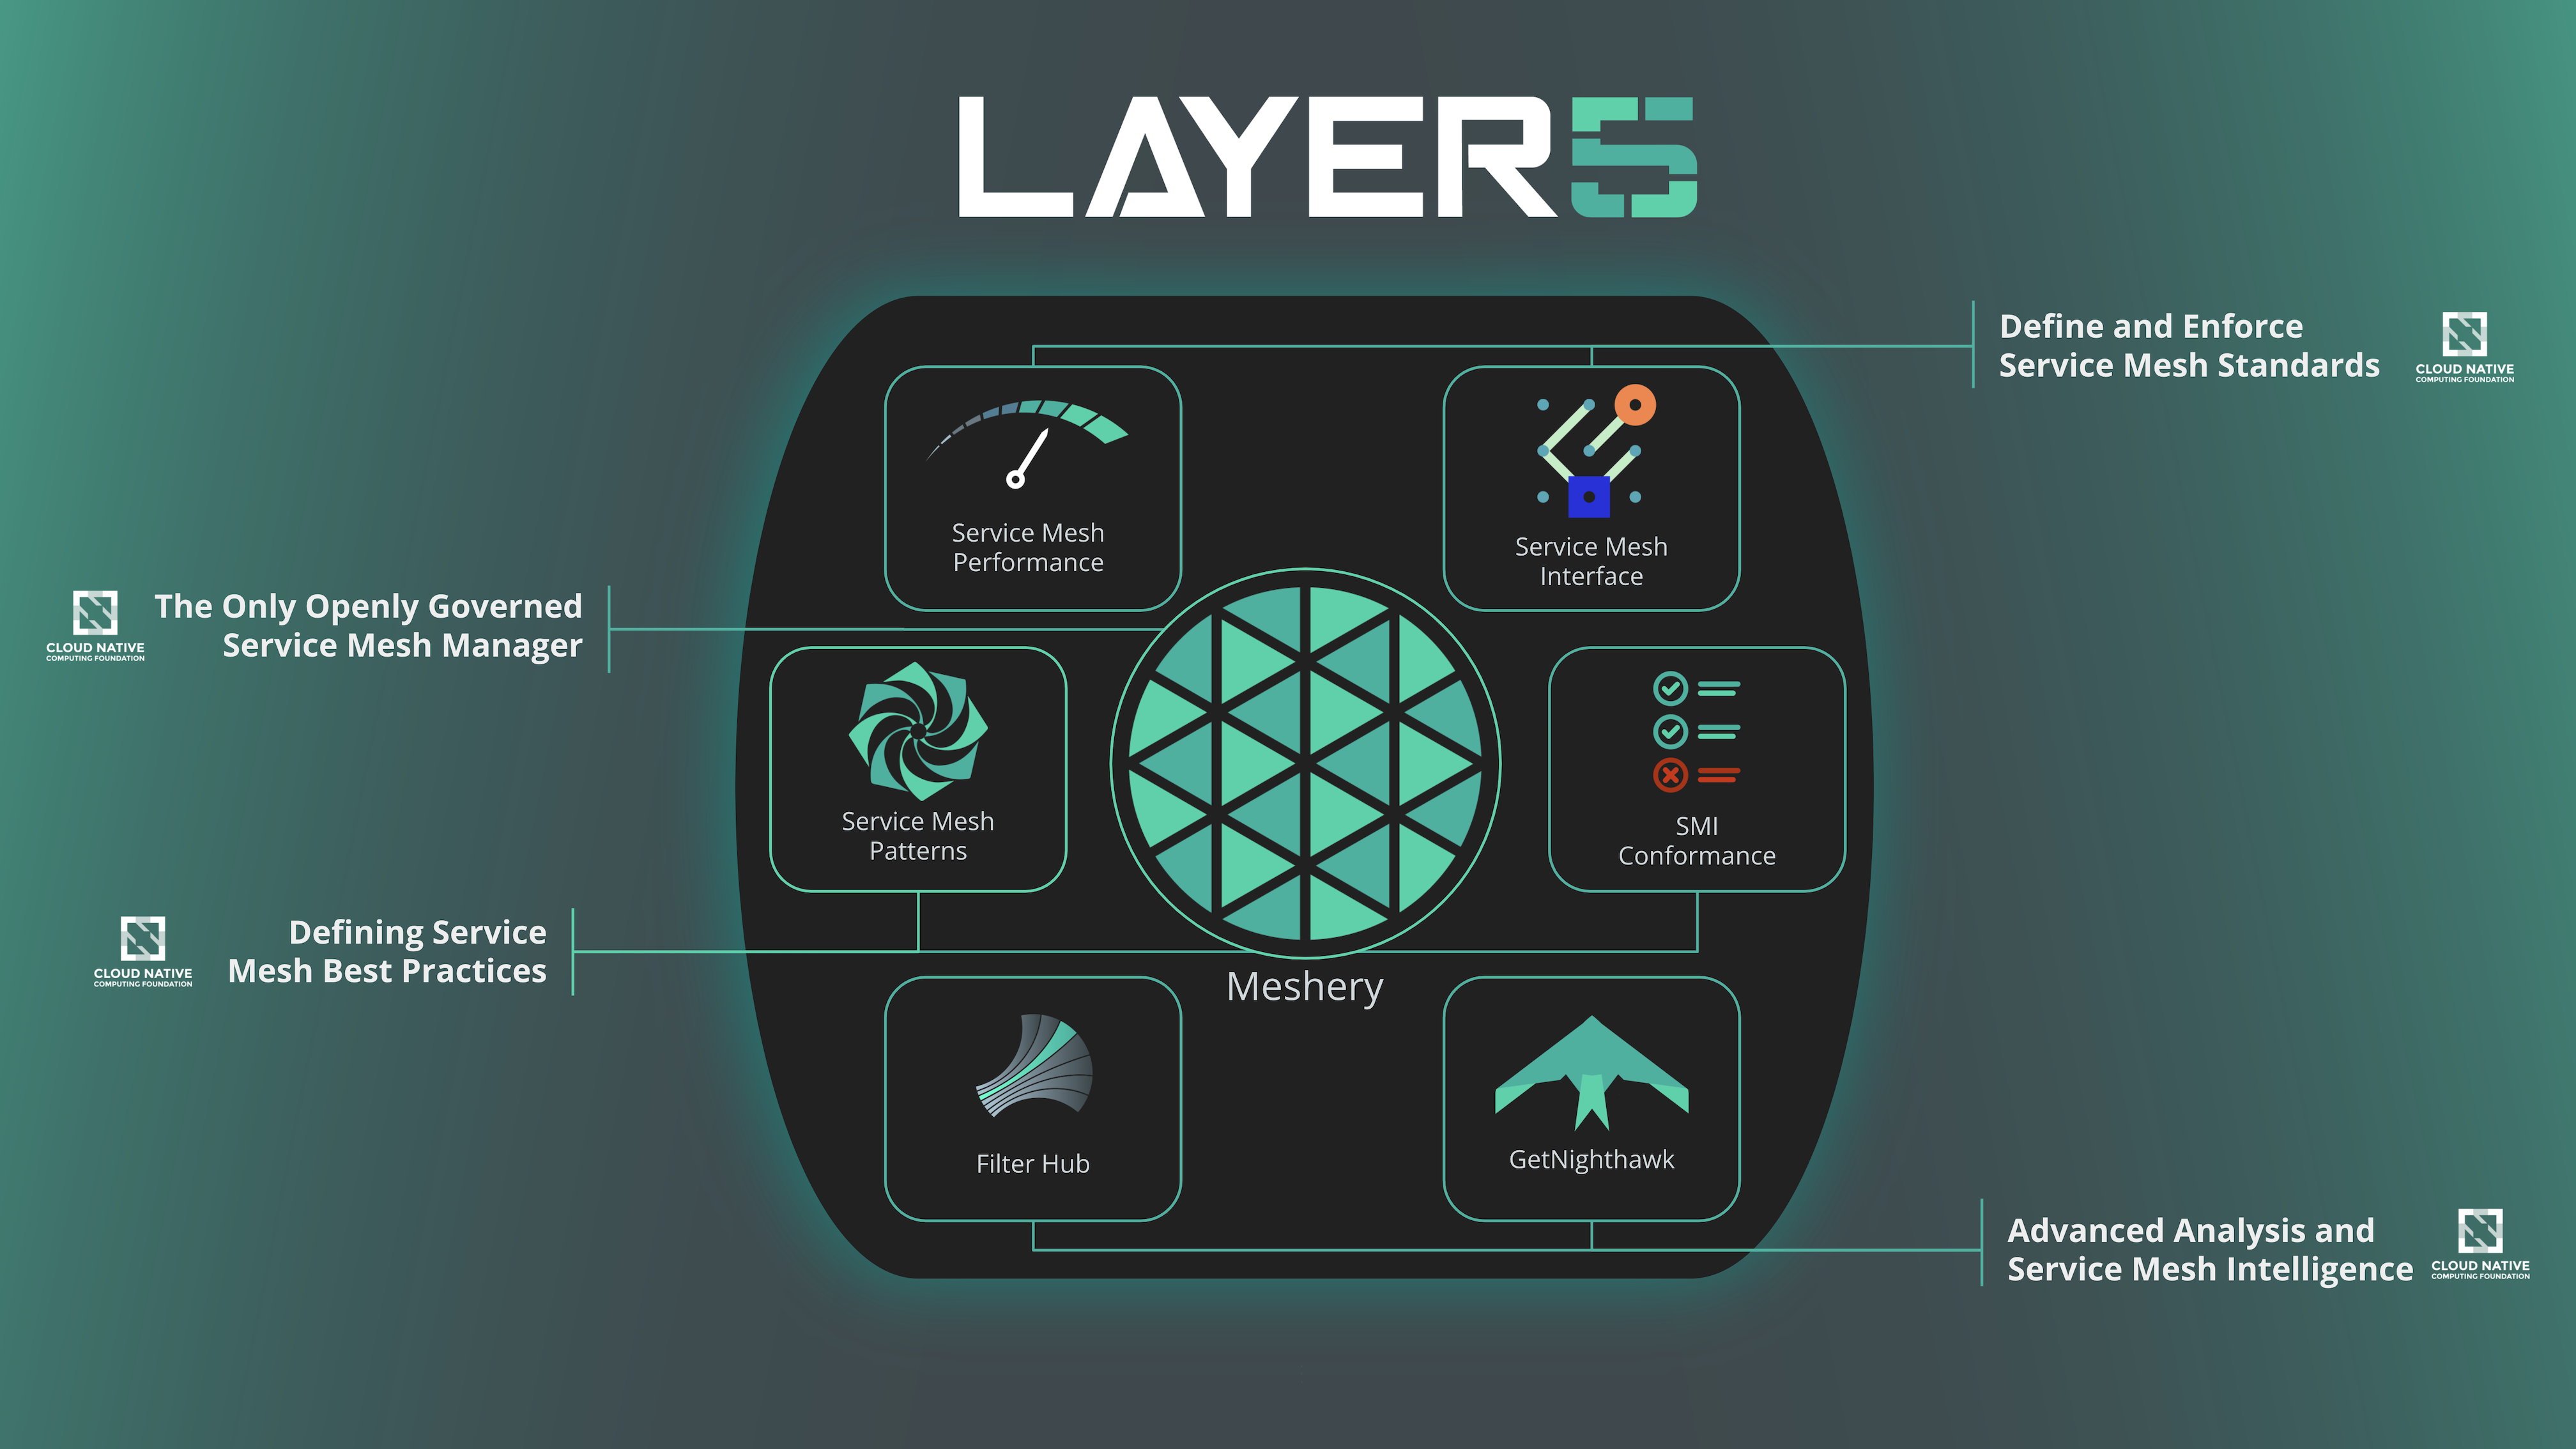 LAYER5
Define and Enforce
Service Mesh Standards
CLOUD NATIVE
COMPUTING FOUNDATION
Service Mesh
Performance
Service Mesh
Interface
CLOUD NATIVE
COMPUTING FOUNDATION
The Only Openly Governed
Service Mesh Manager
Service Mesh
Patterns
SMI
Conformance
CLOUD NATIVE
COMPUTING FOUNDATION
Defining Service
Mesh Best Practices
Meshery
Filter Hub
GetNighthawk
Advanced Analysis and
Service Mesh Intelligence
CLOUD NATIVE
COMPUTING FOUNDATION